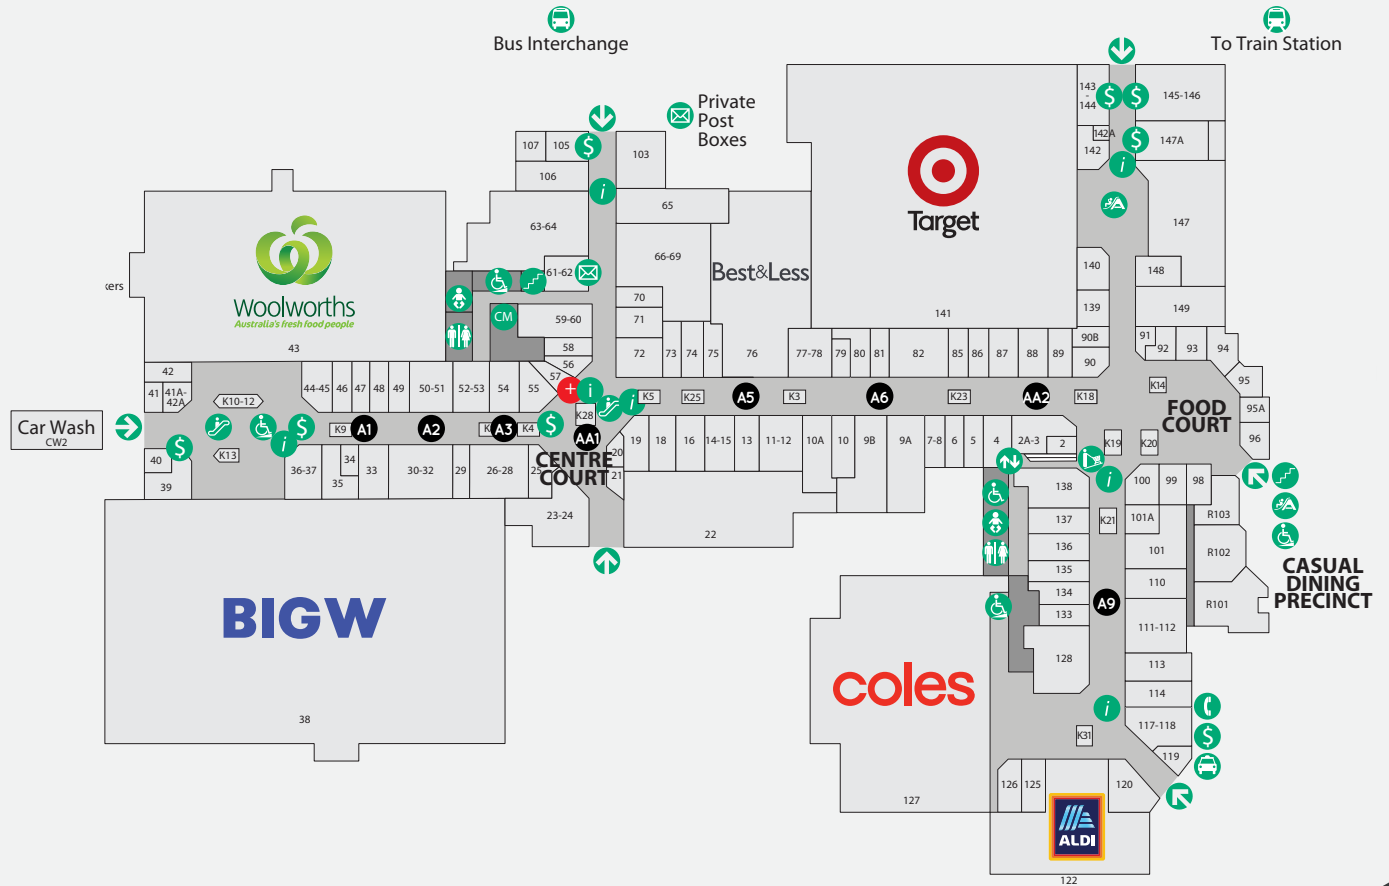 Bus Interchange
To Train Station
Private
Post
Boxes
143
-
144
$
$
145-146
142A
142
$
147A
i
107
105
$
103
106
i
65
63-64
66-69
61-62
Best&Less
Target
147
140
148
139
149
141
kers
Woolworths
Australia's fresh food people
43
CM
59-60
58
56
57
70
71
72
73
74
75
76
77-78
79
80
81
82
85
86
87
88
89
90B
90
91
92
93
94
95
95A
96
42
41
41A-
42A
44-45
46
47
48
49
50-51
52-53
54
55
K10-12
K9
A1
A2
A3
K4
$
i
i
K28
AA1
K5
K25
A5
K3
A6
K23
AA2
K18
K14
FOOD
COURT
Car Wash
CW2
$
i
$
K13
CENTRE
COURT
40
39
36-37
34
35
33
30-32
29
26-28
25
23-24
20
21
19
18
16
14-15
13
11-12
10A
10
9B
9A
7-8
6
5
4
2A-3
2
K19
K20
22
i
138
137
136
135
134
133
128
K21
A9
100
99
98
101A
101
110
111-112
113
114
117-118
119
R103
R102
R101
CASUAL
DINING
PRECINCT
BIGW
38
coles
127
i
K31
$
126
125
120
ALDI
122